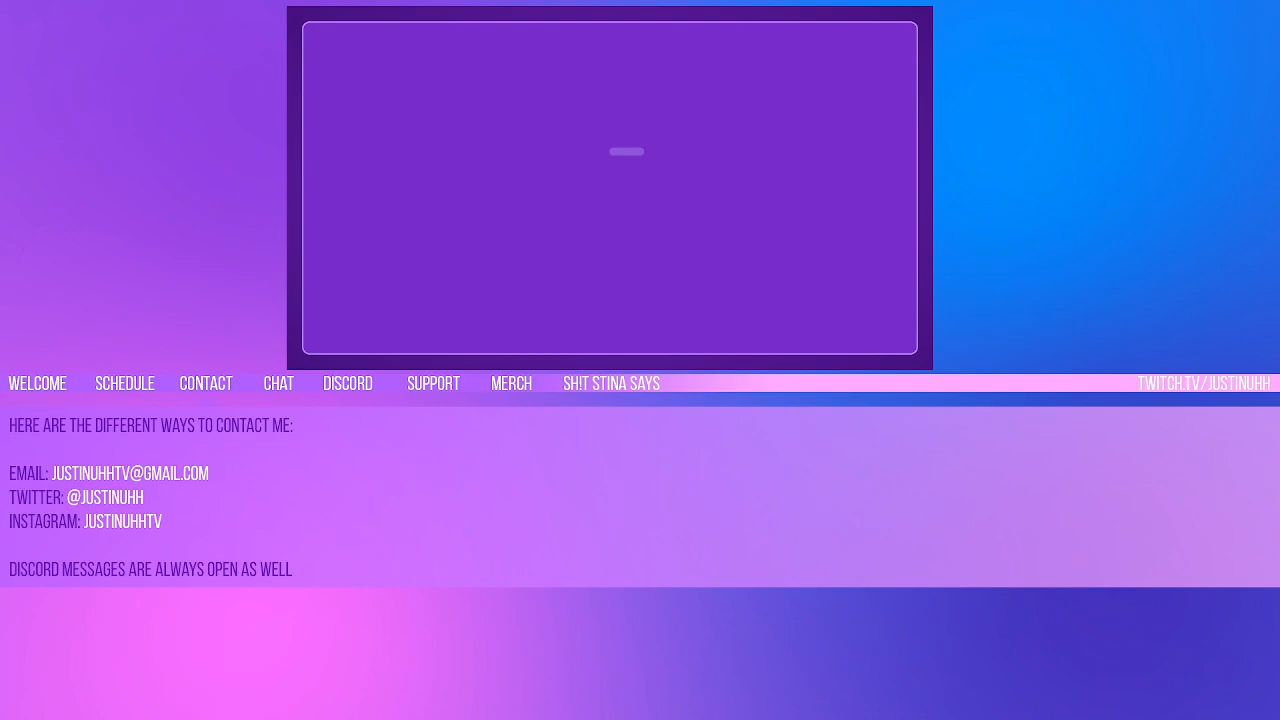 WELCOME SCHEDULE CONTACT CHAT DISCORD SUPPORT MERCH SH!T STINA SAYS TWITCH.TV/JUSTINUHH
HERE ARE THE DIFFERENT WAYS TO CONTACT ME:
EMAIL: JUSTINUHHTV@GMAIL.COM
TWITTER: @JUSTINUHH
INSTAGRAM: JUSTINUHHTV
DISCORD MESSAGES ARE ALWAYS OPEN AS WELL